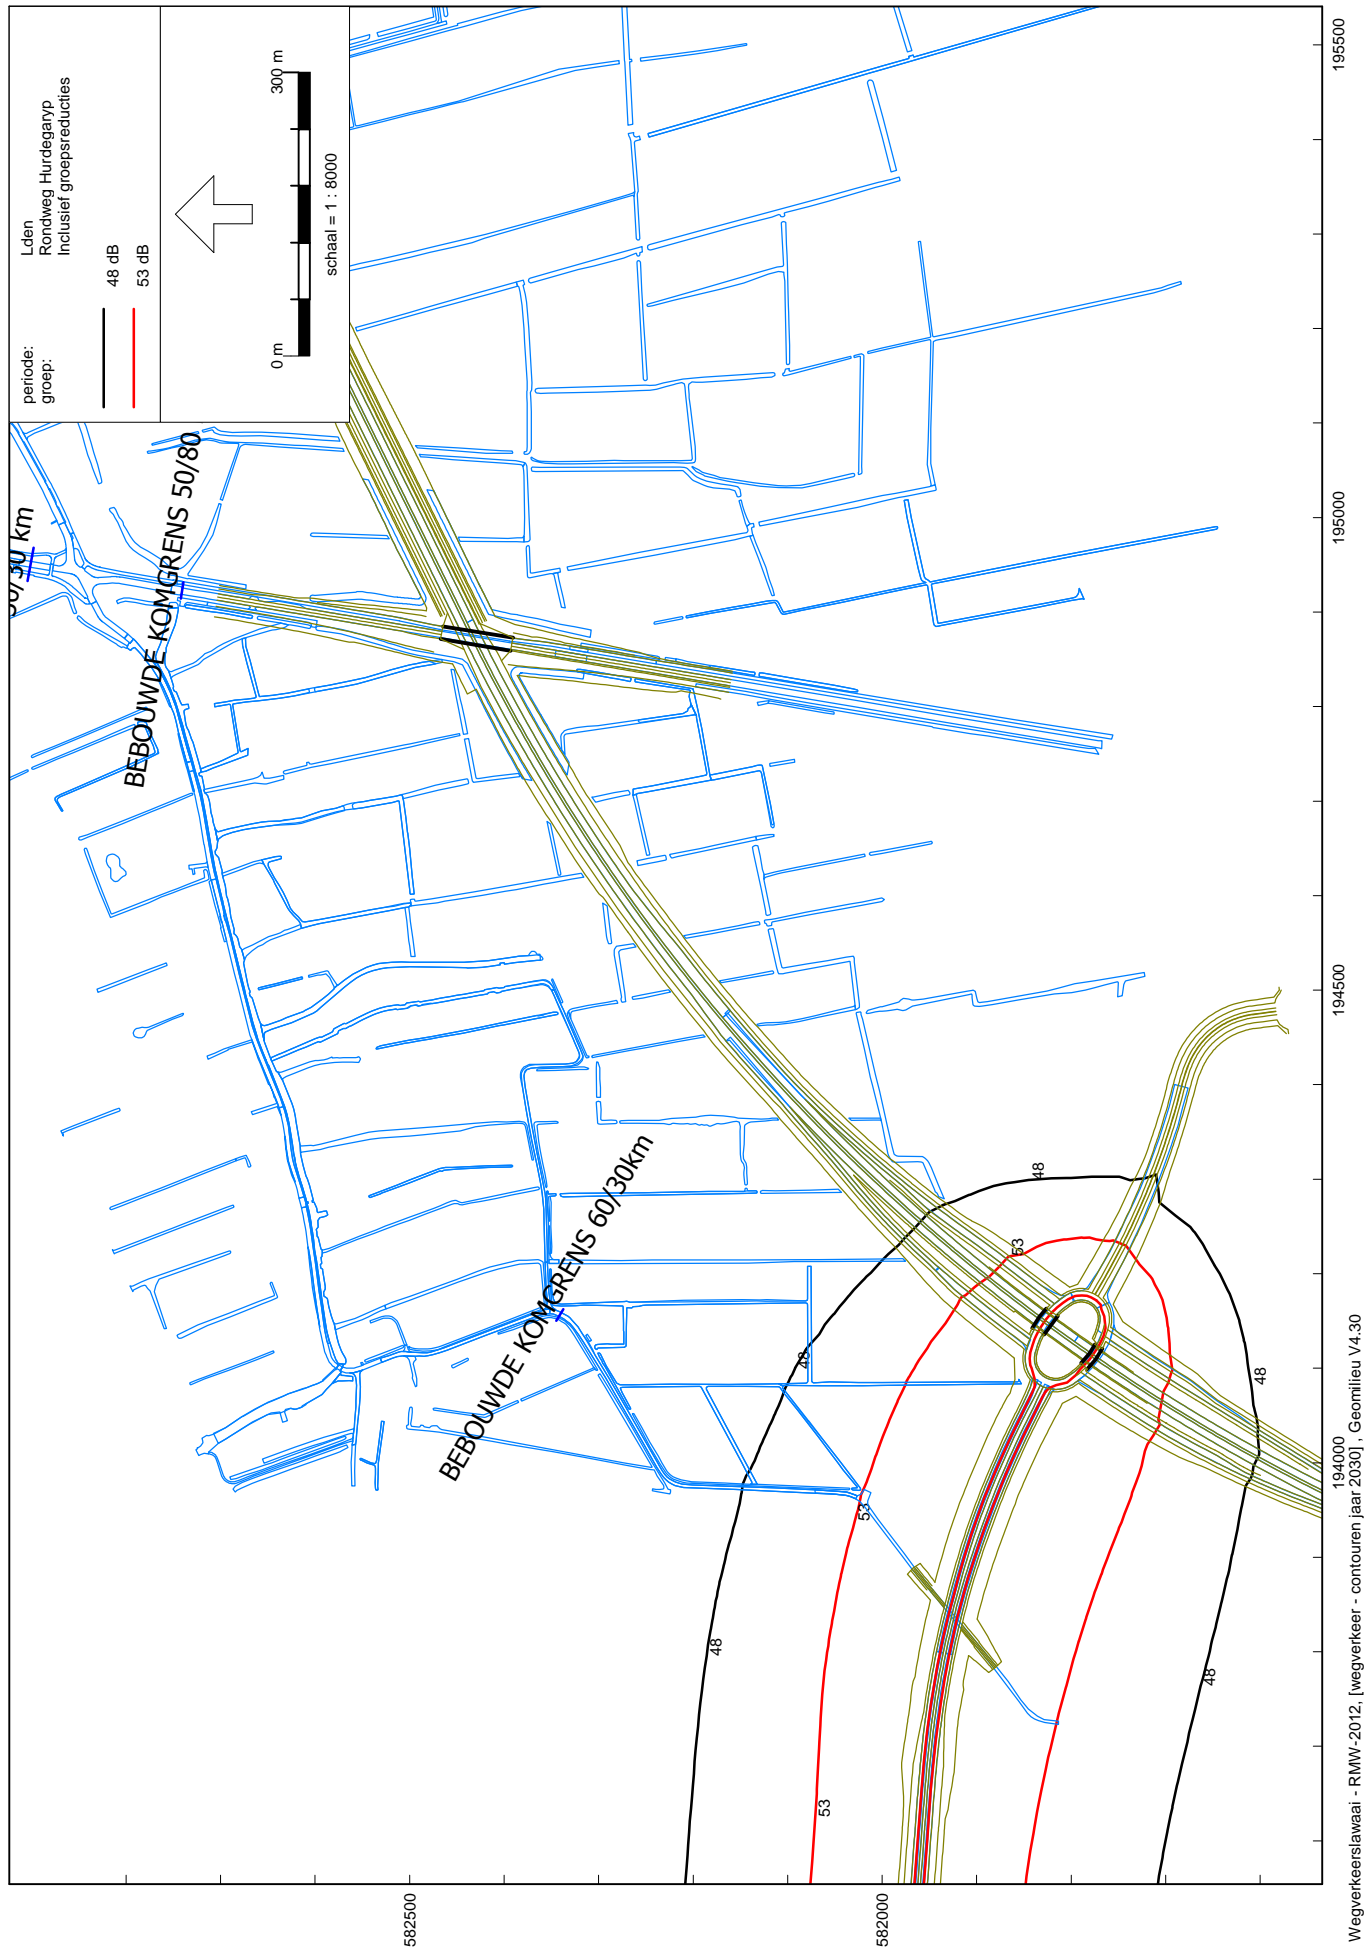 periode: Lden
groep: Rondweg Hurdegaryp
Inclusief groepsreducties
48 dB
53 dB
0 m 300 m
schaal = 1 : 8000
km
BEBOUWDE KOMGRENS 50/80
BEBOUWDE KOMGRENS 60/30km
48
53
48
53
48
53
48
48
582500
582000
194000
194500
195000
195500
Wegverkeerslawaai - RMW-2012, [wegverkeer - contouren jaar 2030] , Geomilieu V4.30